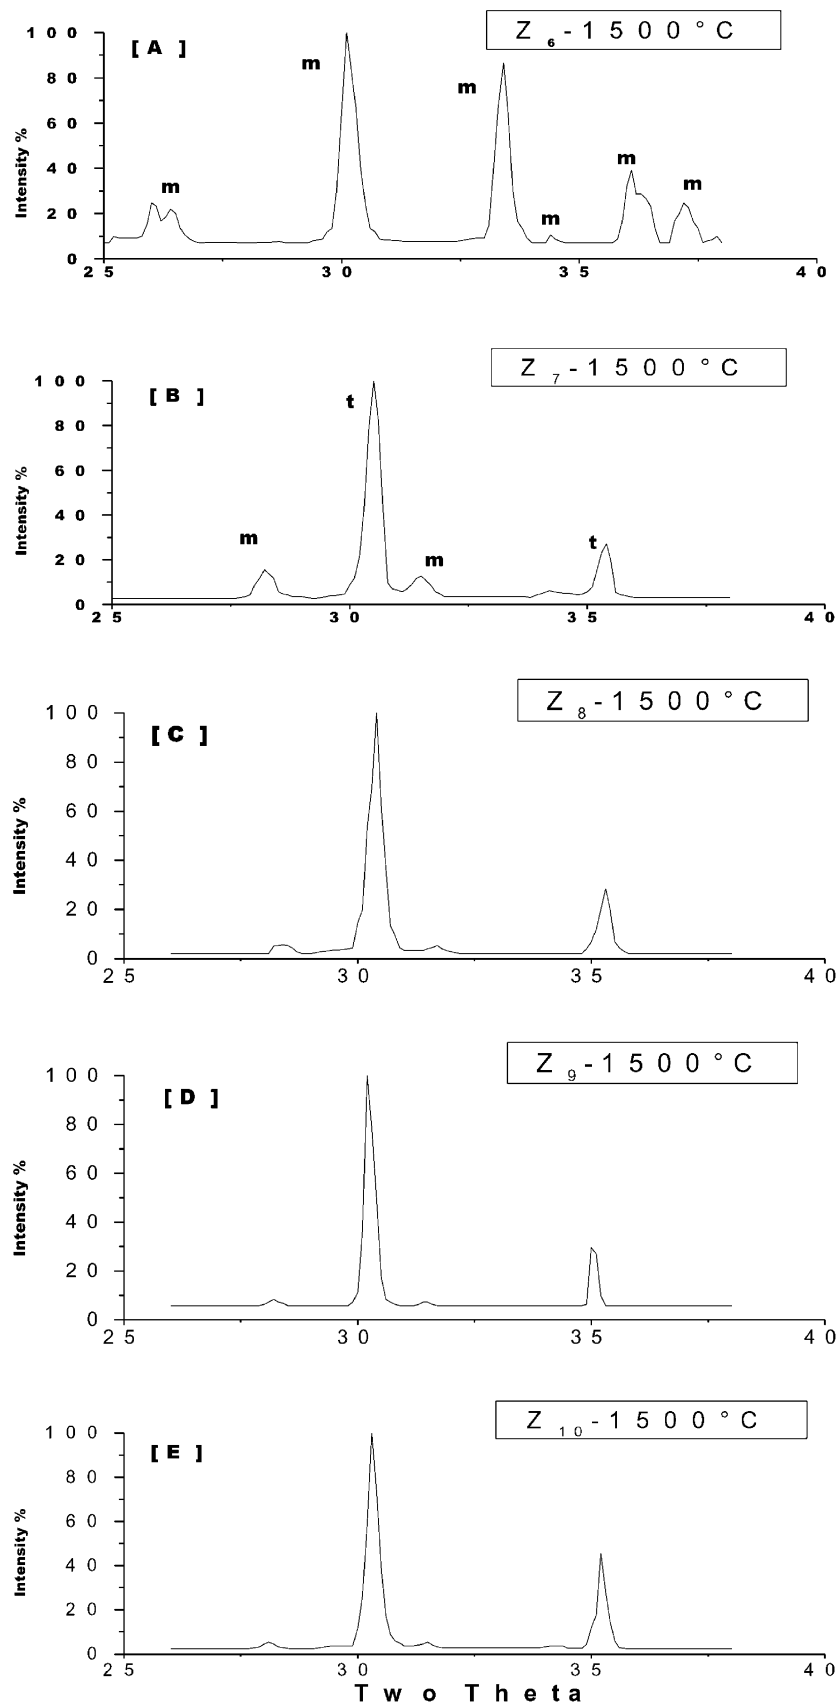 Z6-1500°C
[A]
Intensity %
100
80
60
40
20
0
m
m
m
m
m
m
25 30 35 40
Z7-1500°C
[B]
Intensity %
100
80
60
40
20
0
m
t
m
t
25 30 35 40
Z8-1500°C
[C]
Intensity %
100
80
60
40
20
0
25 30 35 40
Z9-1500°C
[D]
Intensity %
100
80
60
40
20
0
25 30 35 40
Z10-1500°C
[E]
Intensity %
100
80
60
40
20
0
25 30 35 40
Two Theta